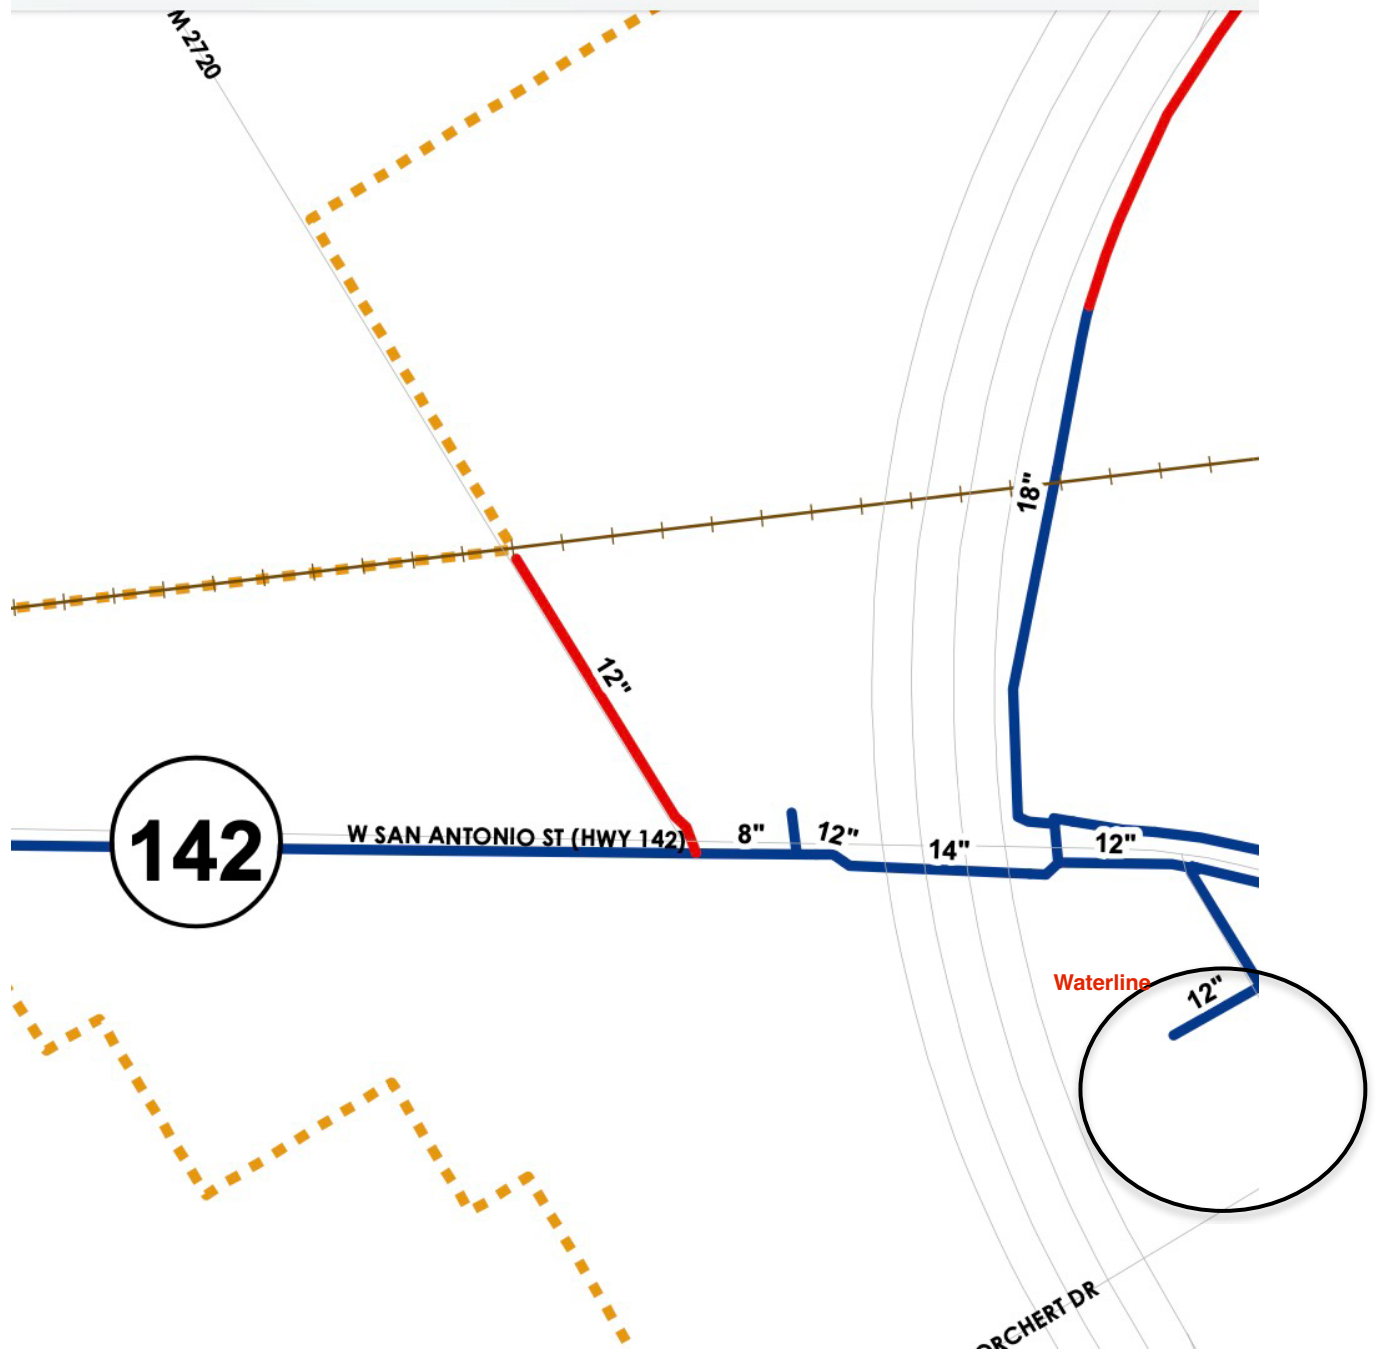 M 2720
18"
12"
142
W SAN ANTONIO ST (HWY 142)
8"
12"
14"
12"
Waterline
12"
ORCHERT DR